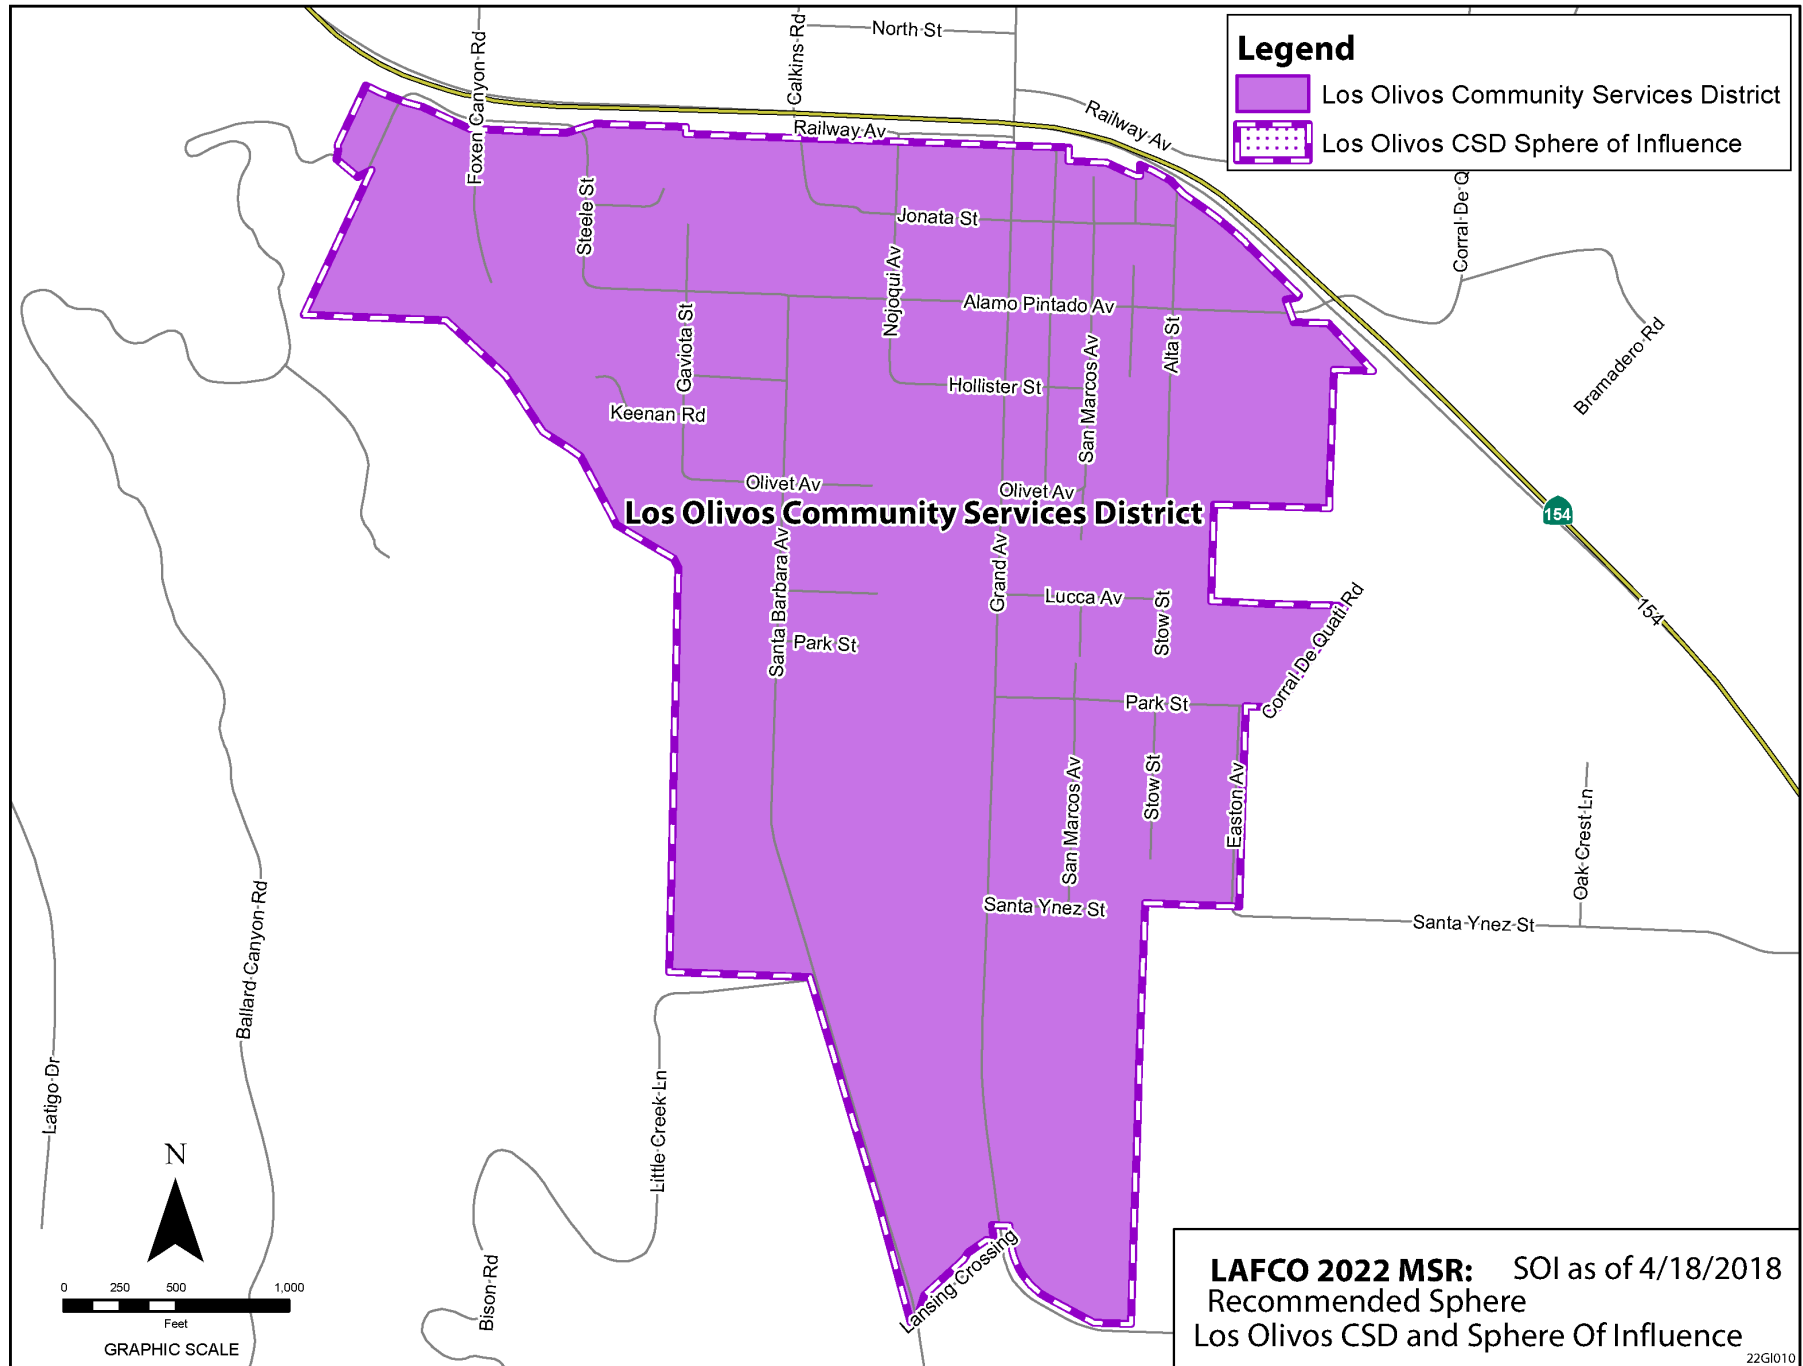 North St
Legend
Los Olivos Community Services District
Los Olivos CSD Sphere of Influence
Foxen Canyon Rd
Calkins Rd
Railway Av
Railway Av
Corral De Q
Steele St
Jonata St
Nojoqui Av
Alamo Pintado Av
Gaviota St
San Marcos Av
Alta St
Bramadero Rd
Hollister St
Keenan Rd
Olivet Av
Olivet Av
Los Olivos Community Services District
154
Santa Barbara Av
Grand Av
Lucca Av
Stow St
154
Corral De Quati Rd
Park St
Park St
San Marcos Av
Stow St
Easton Av
Oak Crest Ln
Santa Ynez St
Santa Ynez St
Ballard Canyon Rd
Latigo Dr
Little Creek Ln
N
Bison Rd
Lansing Crossing
0 250 500 1,000
Feet
GRAPHIC SCALE
LAFCO 2022 MSR: SOI as of 4/18/2018
Recommended Sphere
Los Olivos CSD and Sphere Of Influence
22GI010